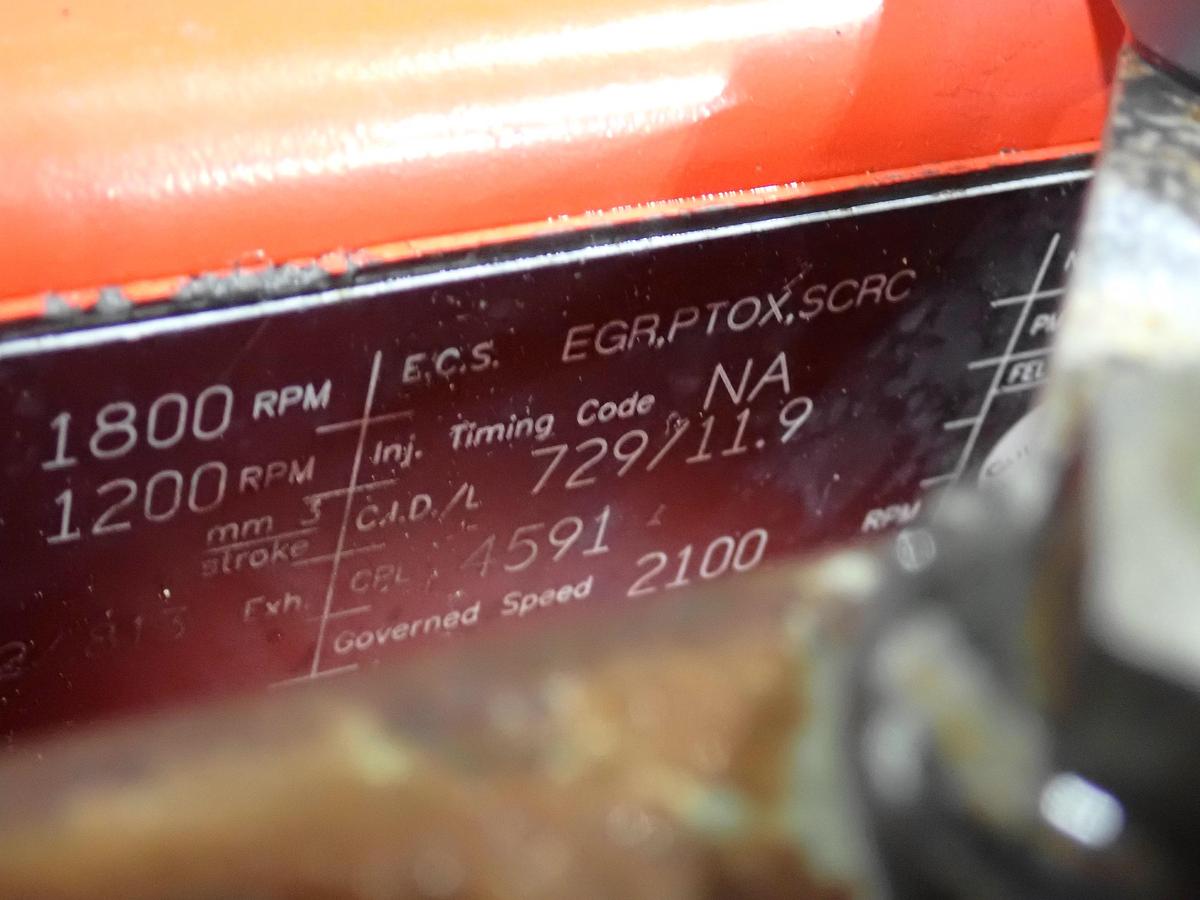 1800 RPM
1200 RPM
mm 3
stroke
Exh.
E.C.S. EGR,PTOX,SCRC
Inj. Timing Code NA
C.I.D./L 729/11.9
CPL 4591
Governed Speed 2100 RPM
FEL